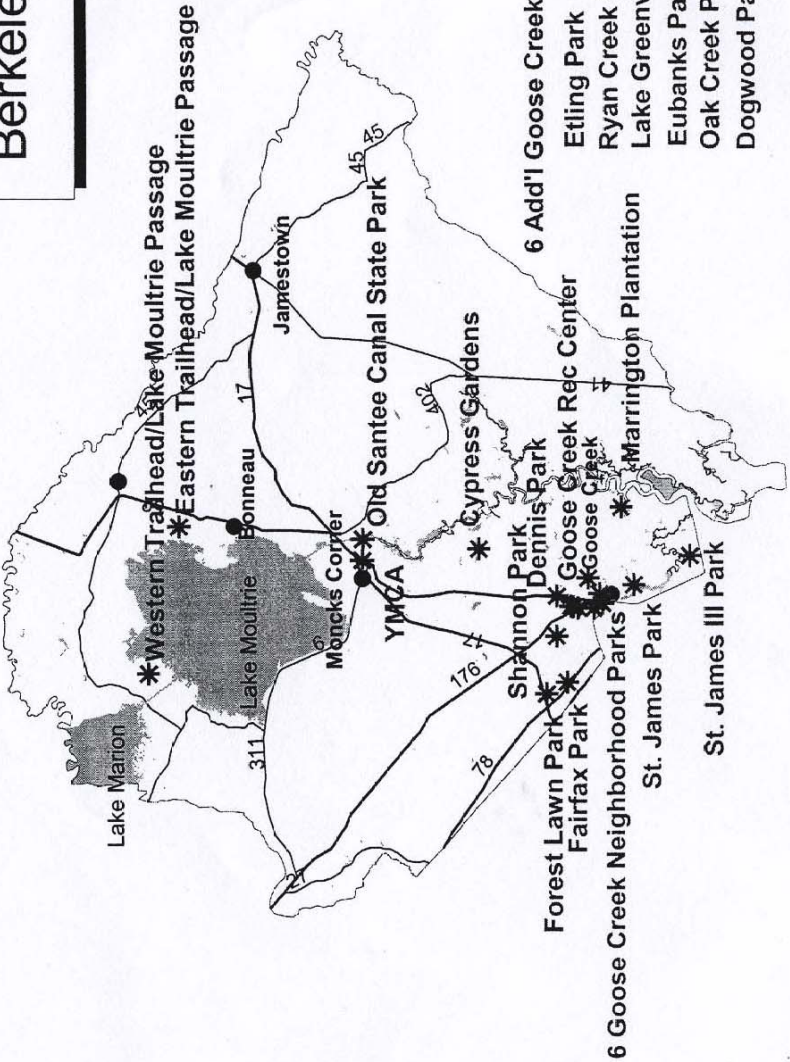 Berkele
Western Trailhead/Lake Moultrie Passage
Eastern Trailhead/Lake Moultrie Passage
Lake Marion
45
45
Jamestown
17
Bonneau
Lake Moultrie
311
6
Moncks Corner
Old Santee Canal State Park
YMCA
402
Cypress Gardens
27
176
78
Shannon Park
Dennis Park
Goose Creek Rec Center
Goose Creek
Marrington Plantation
Forest Lawn Park
Fairfax Park
6 Goose Creek Neighborhood Parks
St. James Park
St. James III Park
6 Add'l Goose Creek
Etling Park
Ryan Creek
Lake Greenv
Eubanks Pa
Oak Creek P
Dogwood Pa